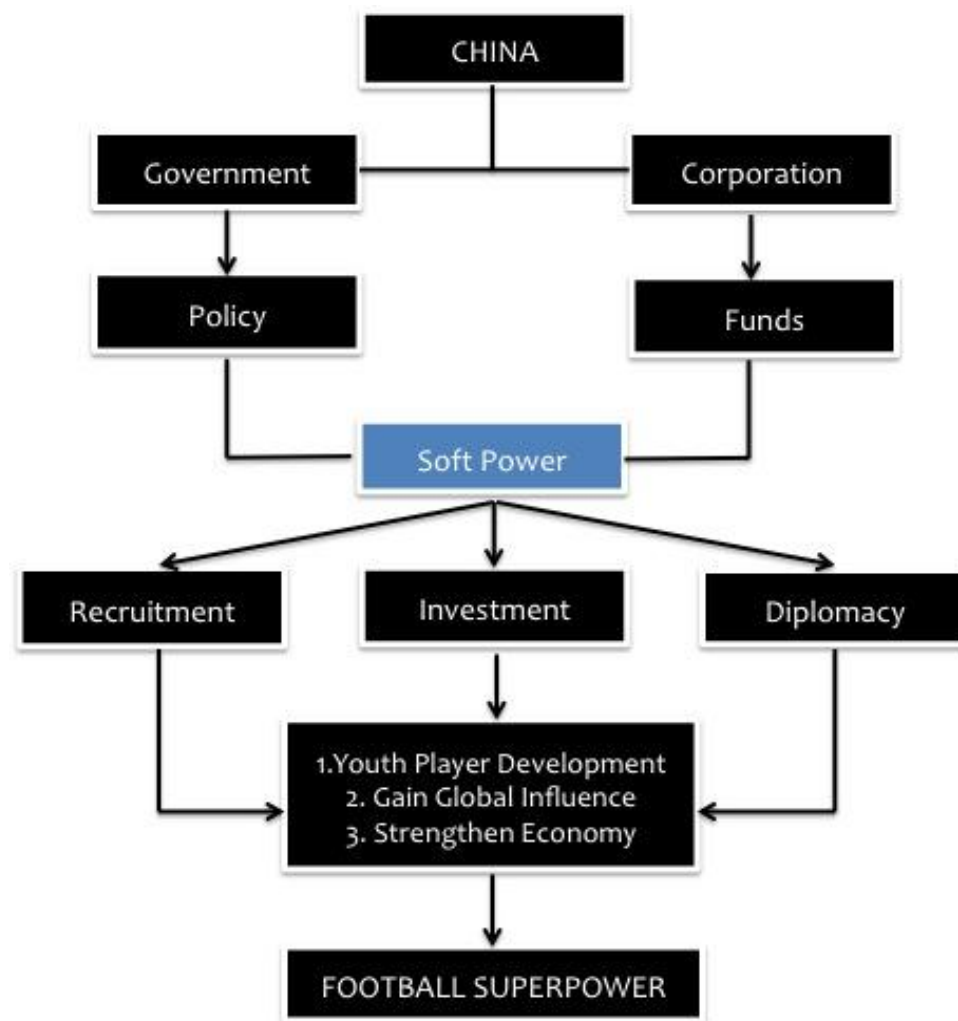 CHINA
Government
Corporation
Policy
Funds
Soft Power
Recruitment
Investment
Diplomacy
1.Youth Player Development
2. Gain Global Influence
3. Strengthen Economy
FOOTBALL SUPERPOWER